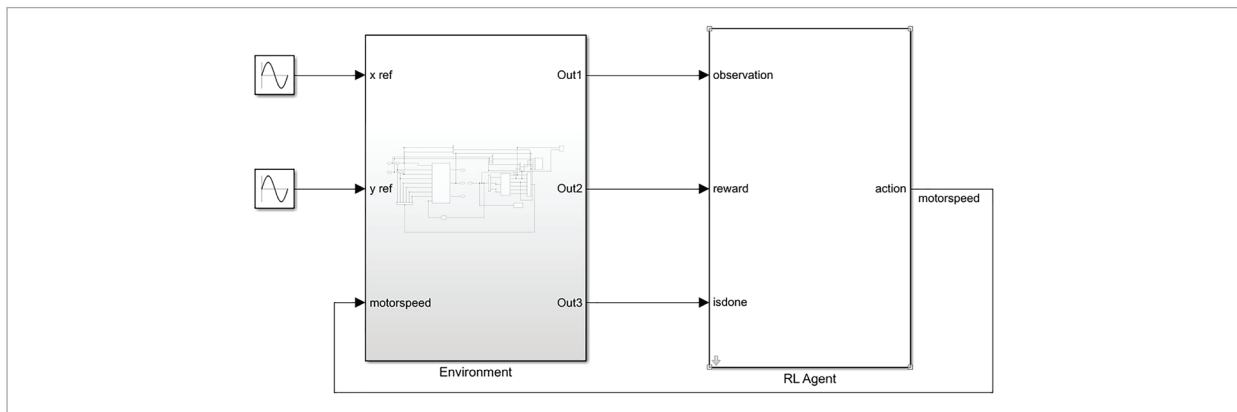 x ref
Out1
observation
y ref
Out2
reward
action
motorspeed
motorspeed
Out3
isdone
Environment
RL Agent